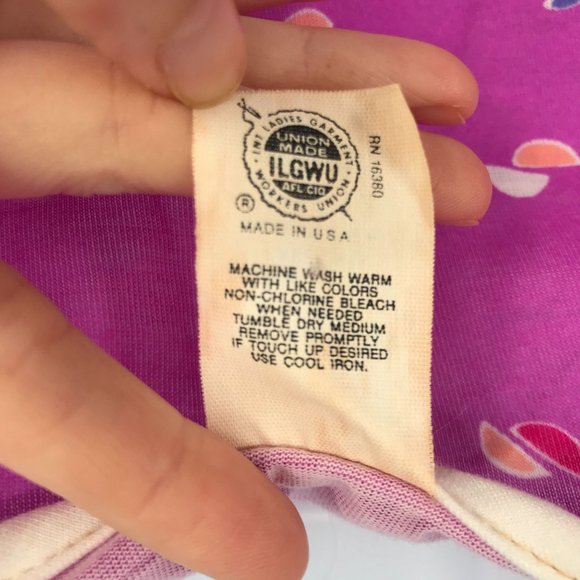 INT LADIES GARMENT
UNION
MADE
ILGWU
AFL·CIO
WORKERS UNION
®
MADE IN USA
RN 16380
MACHINE WASH WARM
WITH LIKE COLORS
NON-CHLORINE BLEACH
WHEN NEEDED
TUMBLE DRY MEDIUM
REMOVE PROMPTLY
IF TOUCH UP DESIRED
USE COOL IRON.